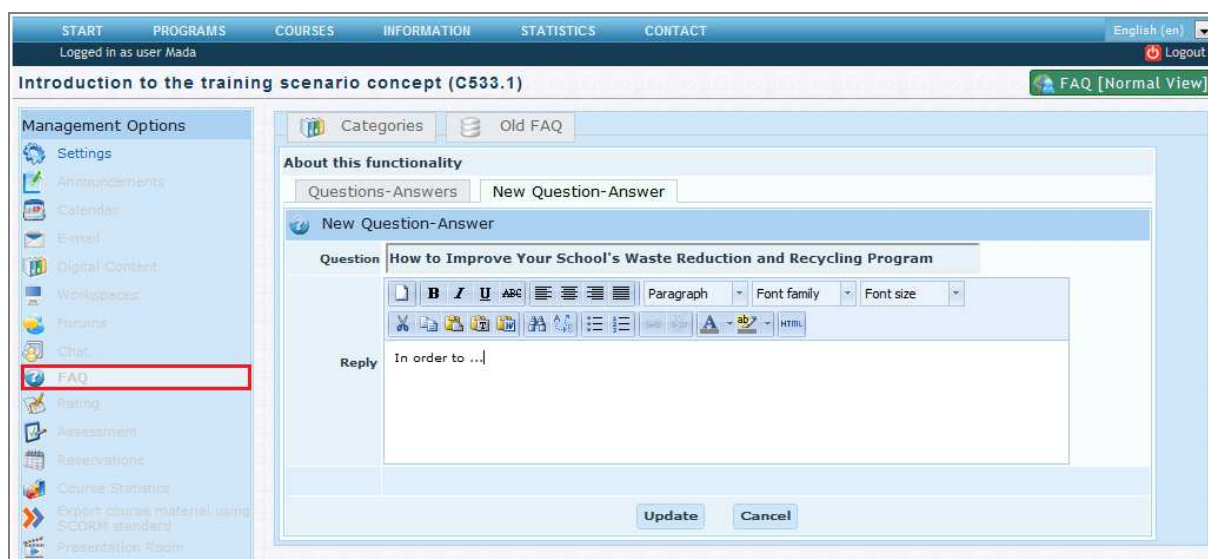 START PROGRAMS COURSES INFORMATION STATISTICS CONTACT English (en)
Logged in as user Mada Logout
Introduction to the training scenario concept (C533.1) FAQ [Normal View]
Management Options
Settings
Announcements
Calendar
E-mail
Digital Content
Workspaces
Forums
Chat
FAQ
Rating
Assessment
Reservations
Course Statistics
Export course material using
SCORM standard
Presentation Room
Categories Old FAQ
About this functionality
Questions-Answers New Question-Answer
New Question-Answer
Question How to Improve Your School's Waste Reduction and Recycling Program
B I U ABC Paragraph Font family Font size
A ab HTML
Reply In order to ...
Update Cancel